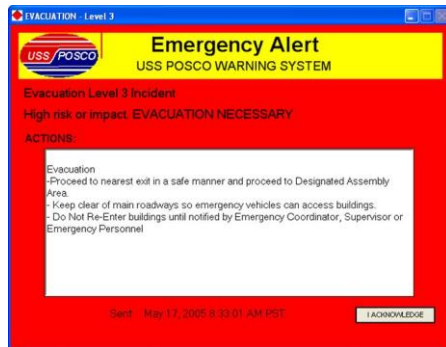 EVACUATION - Level 3
USS/POSCO
Emergency Alert
USS POSCO WARNING SYSTEM
Evacuation Level 3 Incident
High risk or impact. EVACUATION NECESSARY
ACTIONS:
Evacuation
-Proceed to nearest exit in a safe manner and proceed to Designated Assembly
Area.
- Keep clear of main roadways so emergency vehicles can access buildings.
- Do Not Re-Enter buildings until notified by Emergency Coordinator, Supervisor or
Emergency Personnel
Sent May 17, 2005 8:33:01 AM PST
I ACKNOWLEDGE